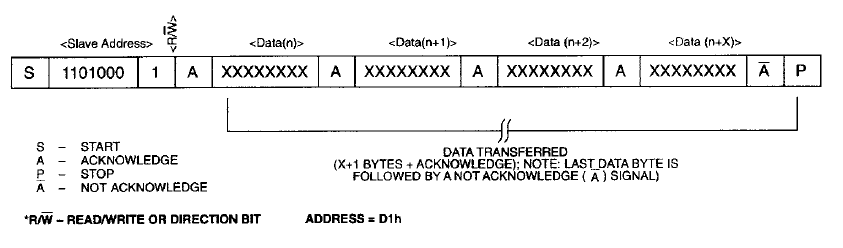 <R/W̅>
<Slave Address> <Data(n)> <Data(n+1)> <Data (n+2)> <Data (n+X)>
S 1101000 1 A XXXXXXXX A XXXXXXXX A XXXXXXXX A XXXXXXXX A̅ P
S – START
A – ACKNOWLEDGE
P – STOP
A̅ – NOT ACKNOWLEDGE
DATA TRANSFERRED
(X+1 BYTES + ACKNOWLEDGE); NOTE: LAST DATA BYTE IS
FOLLOWED BY A NOT ACKNOWLEDGE ( A̅ ) SIGNAL)
*R/W̅ – READ/WRITE OR DIRECTION BIT ADDRESS = D1h